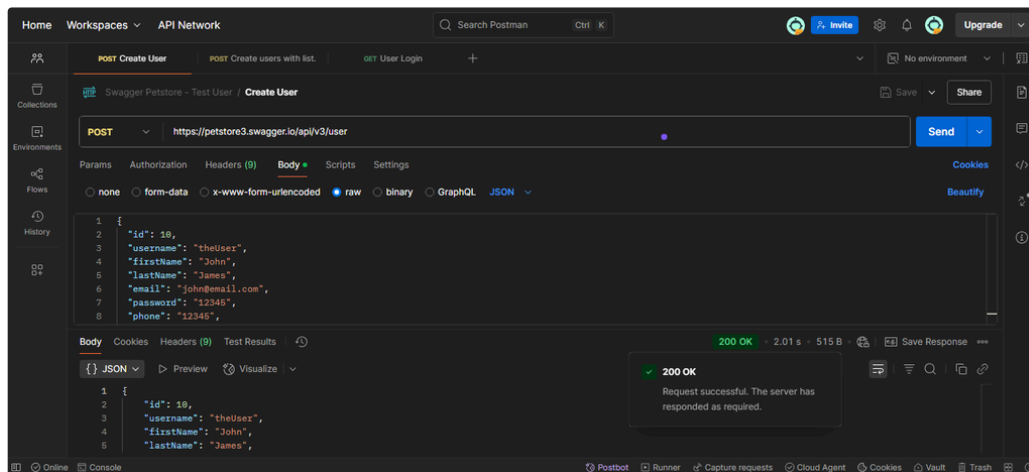 Home Workspaces API Network Search Postman Ctrl K Invite Upgrade
POST Create User POST Create users with list. GET User Login No environment
HTTP Swagger Petstore - Test User / Create User Save Share
Collections
POST https://petstore3.swagger.io/api/v3/user Send
Environments
Params Authorization Headers (9) Body Scripts Settings Cookies
Flows
none form-data x-www-form-urlencoded raw binary GraphQL JSON Beautify
History
1 {
2 "id": 10,
3 "username": "theUser",
4 "firstName": "John",
5 "lastName": "James",
6 "email": "john@email.com",
7 "password": "12345",
8 "phone": "12345",
Body Cookies Headers (9) Test Results 200 OK 2.01 s 515 B Save Response
{} JSON Preview Visualize
200 OK
Request successful. The server has
responded as required.
1 {
2 "id": 10,
3 "username": "theUser",
4 "firstName": "John",
5 "lastName": "James",
Online Console Postbot Runner Capture requests Cloud Agent Cookies Vault Trash